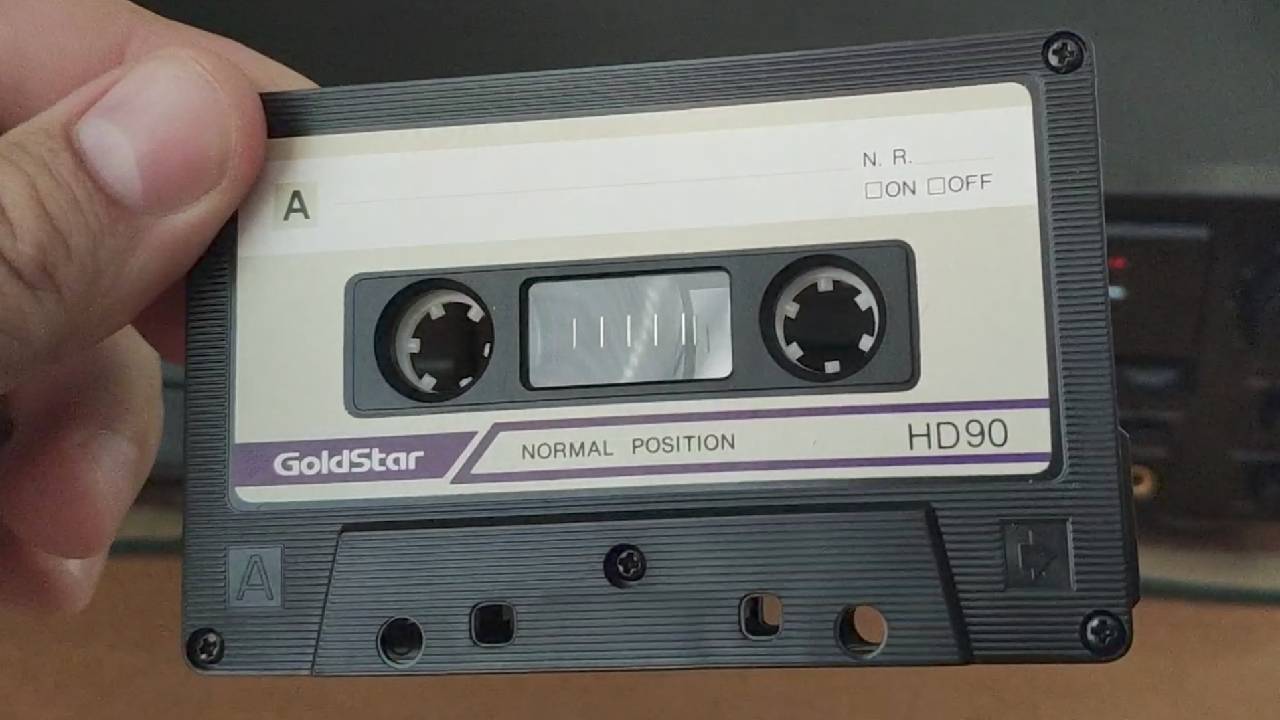 N. R.
A
□ON □OFF
GoldStar NORMAL POSITION HD90
A